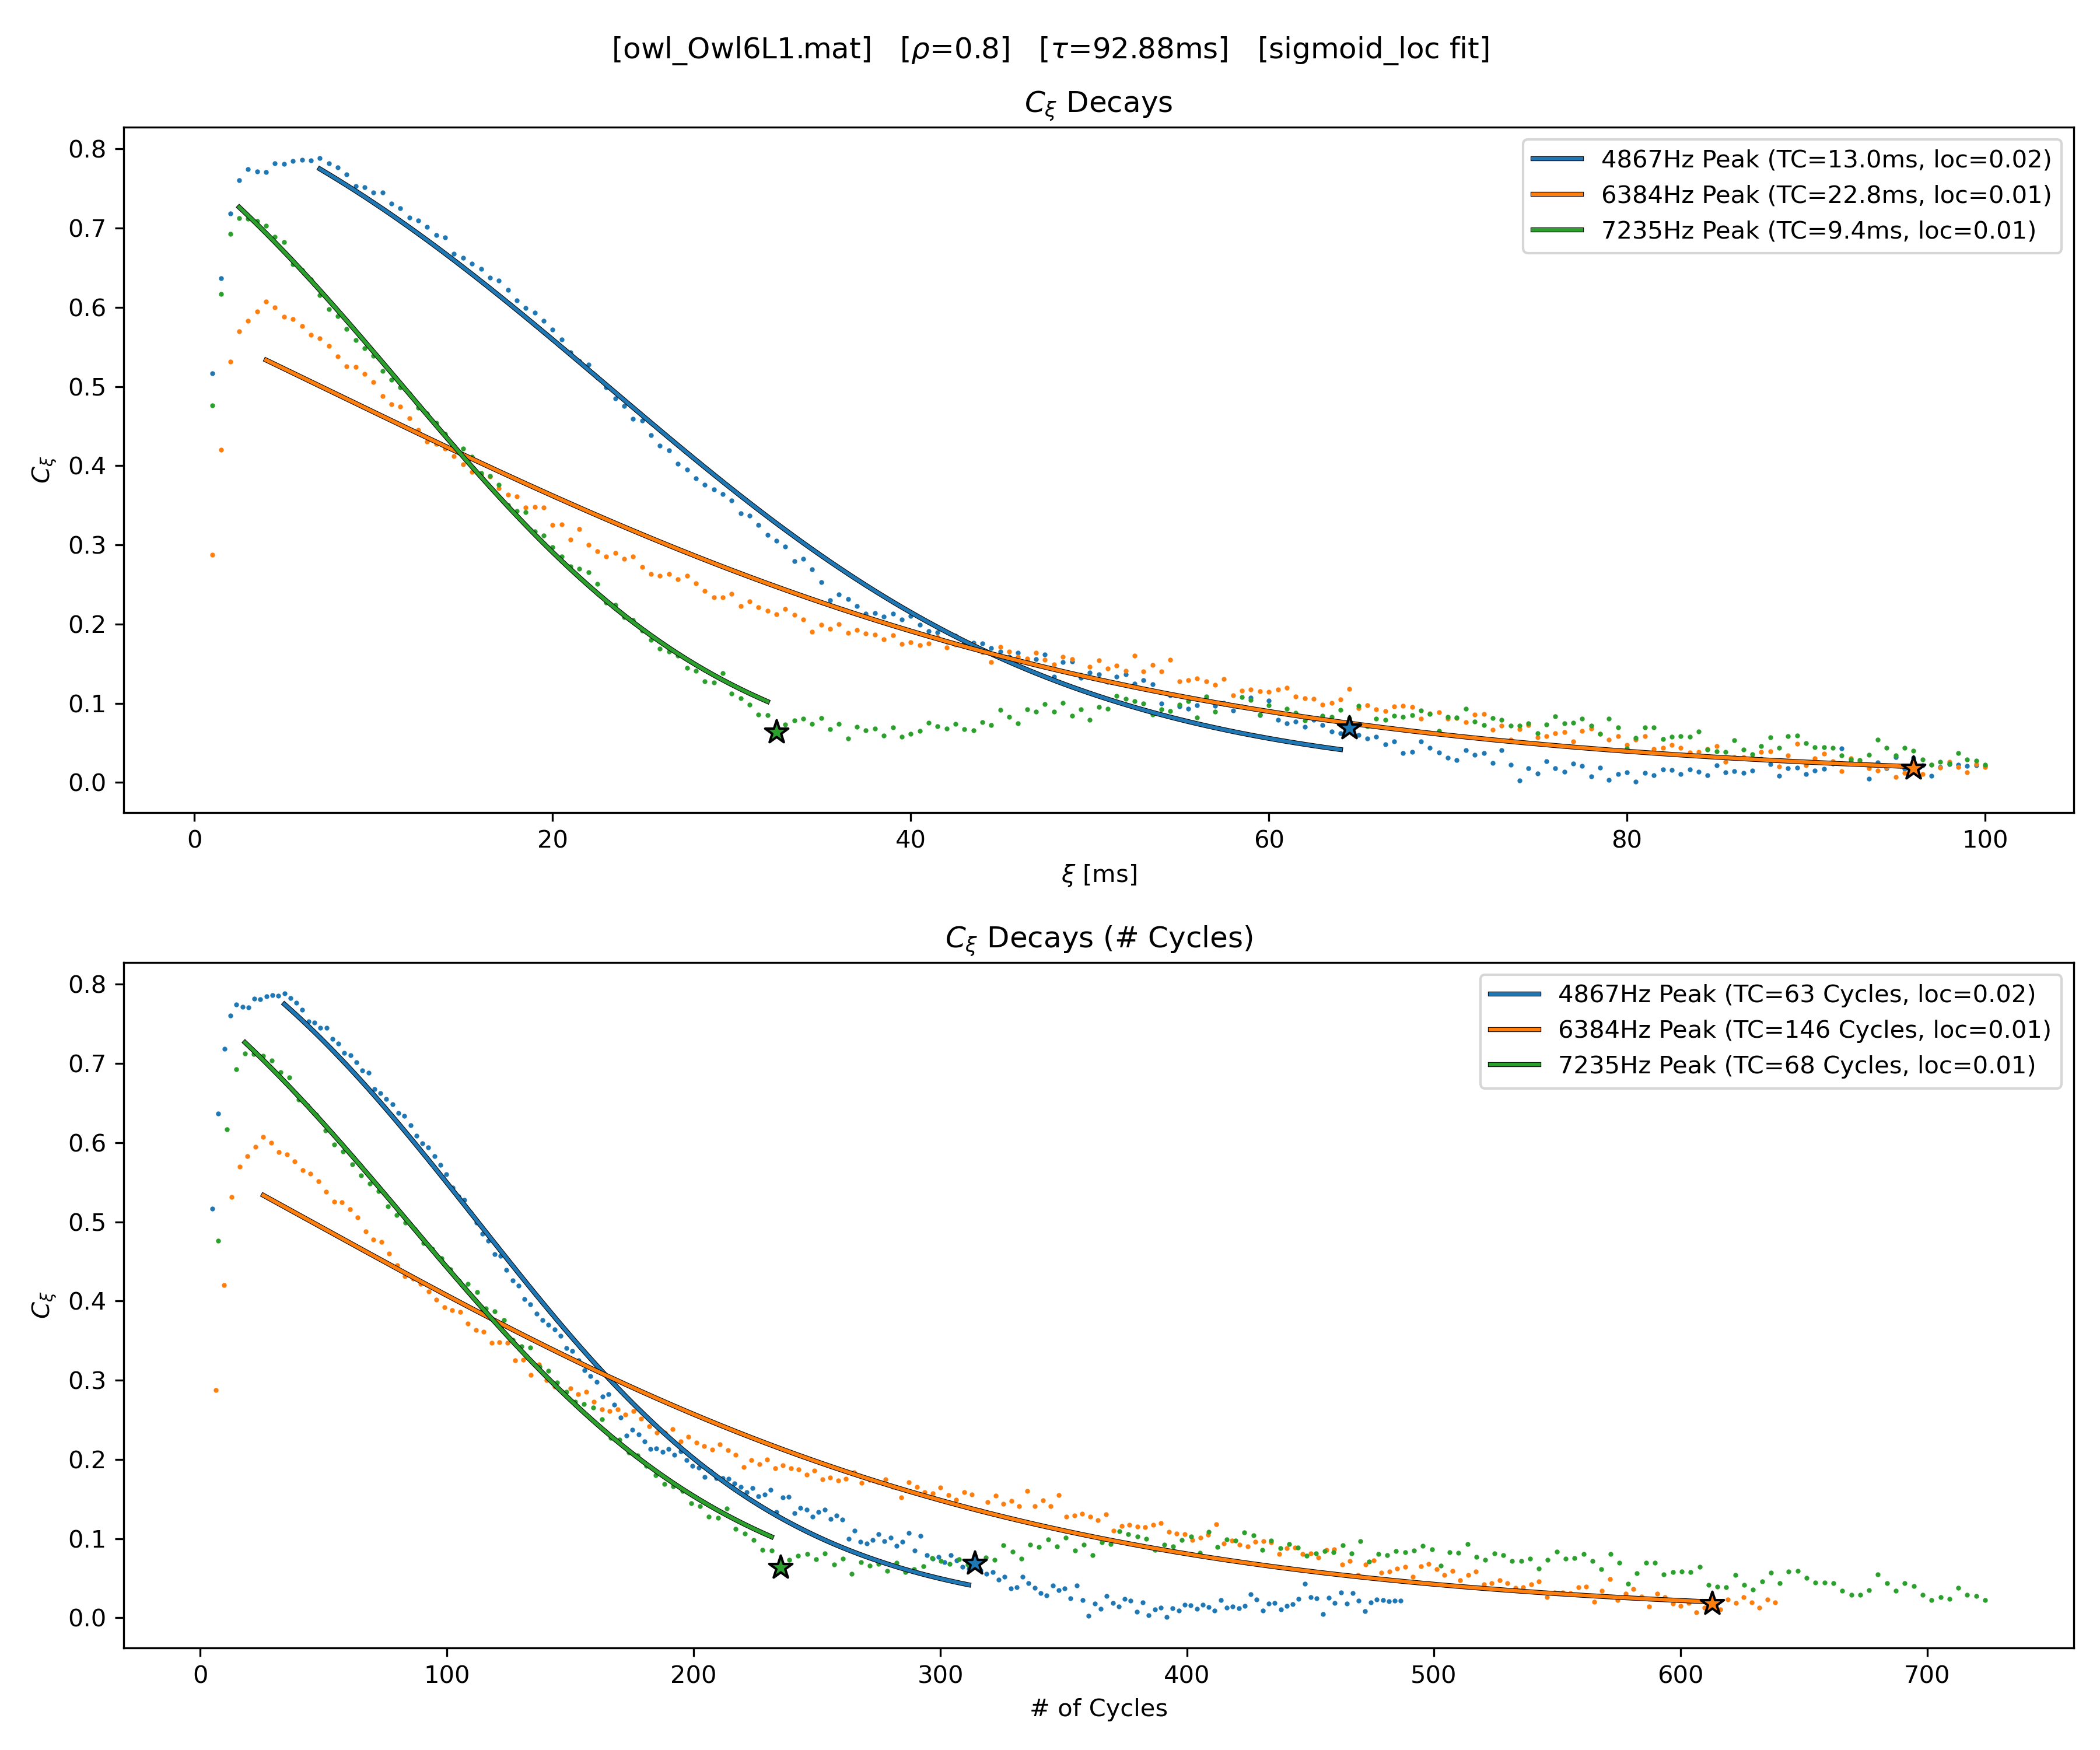 [owl_Owl6L1.mat] [ρ=0.8] [τ=92.88ms] [sigmoid_loc fit]
Cξ Decays
0.8
0.7
0.6
0.5
0.4
0.3
0.2
0.1
0.0
Cξ
4867Hz Peak (TC=13.0ms, loc=0.02)
6384Hz Peak (TC=22.8ms, loc=0.01)
7235Hz Peak (TC=9.4ms, loc=0.01)
0 20 40 60 80 100
ξ [ms]
Cξ Decays (# Cycles)
0.8
0.7
0.6
0.5
0.4
0.3
0.2
0.1
0.0
Cξ
4867Hz Peak (TC=63 Cycles, loc=0.02)
6384Hz Peak (TC=146 Cycles, loc=0.01)
7235Hz Peak (TC=68 Cycles, loc=0.01)
0 100 200 300 400 500 600 700
# of Cycles